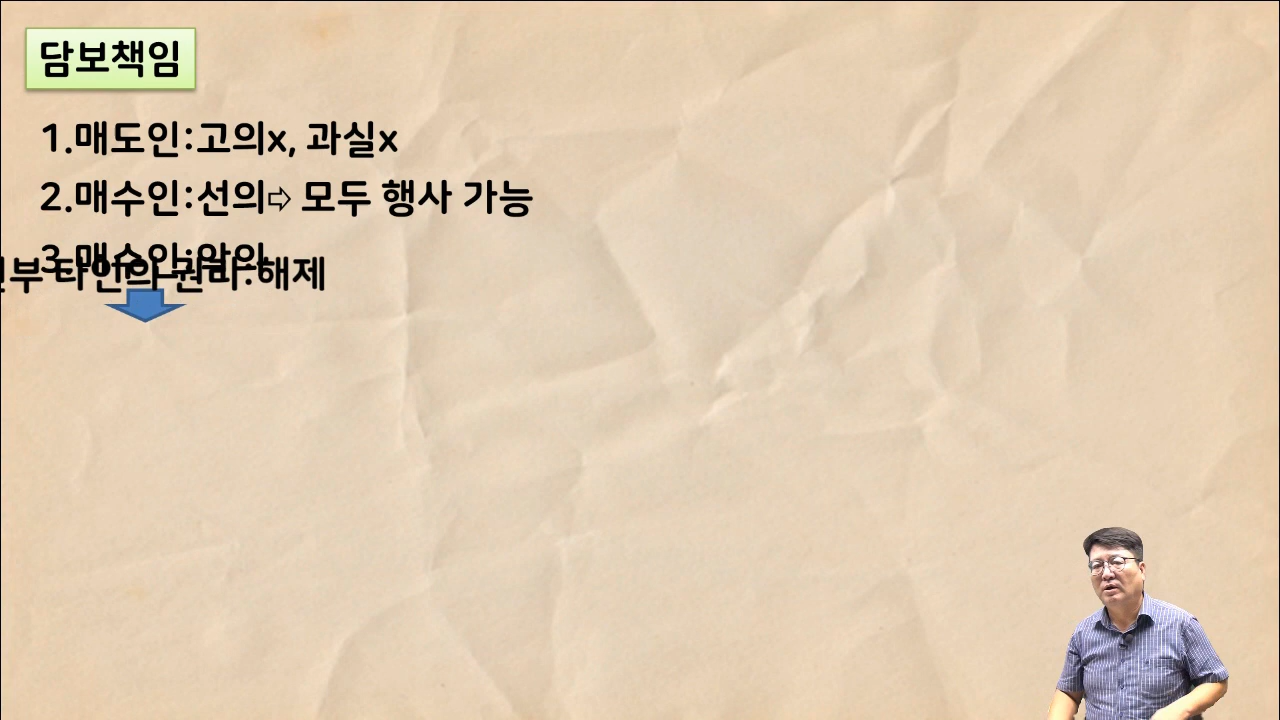 담보책임
1.매도인:고의x, 과실x
2.매수인:선의⇨ 모두 행사 가능
3.매수인:악의
부 타인의 권리:해제